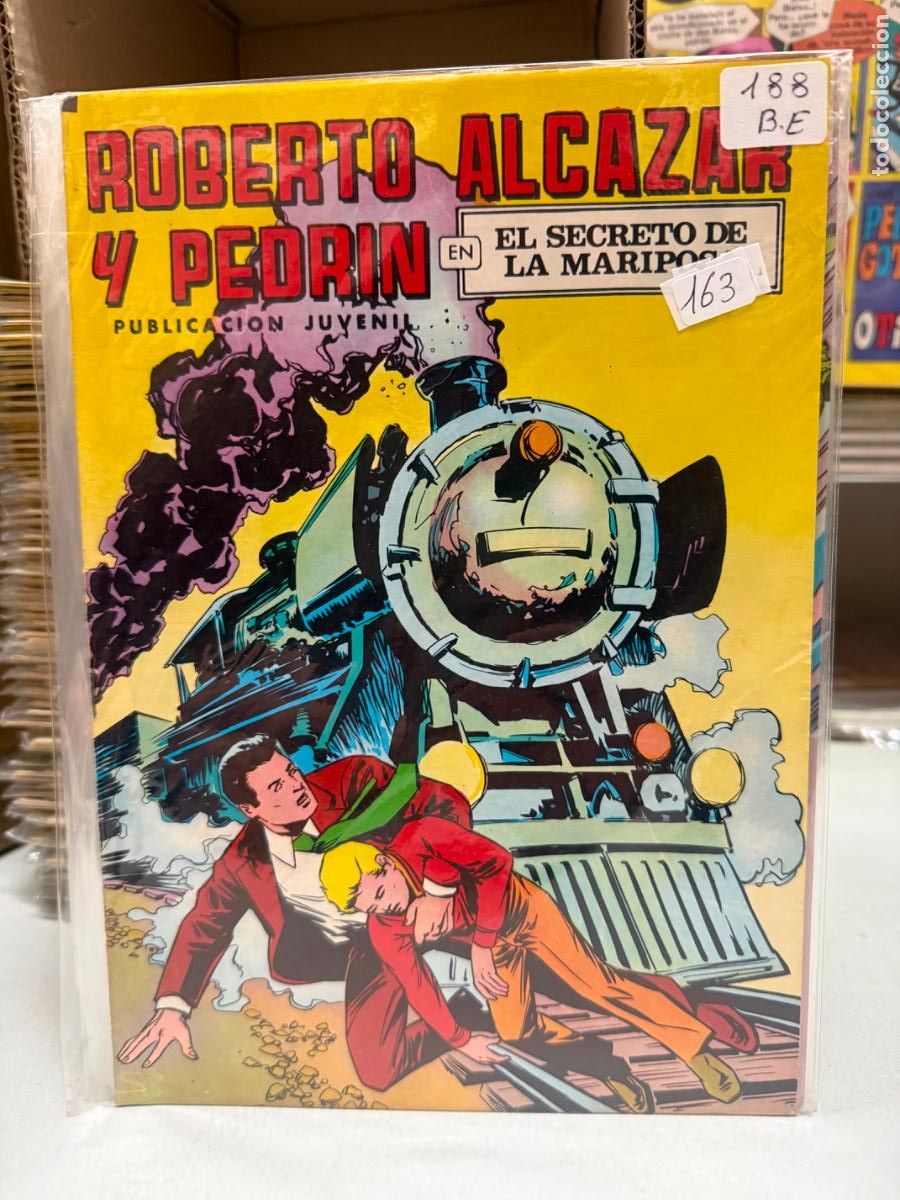 188
B.E
ROBERTO ALCAZAR
Y PEDRIN
EN
EL SECRETO DE
LA MARIPOSA
163
PUBLICACION JUVENIL
todocoleccion